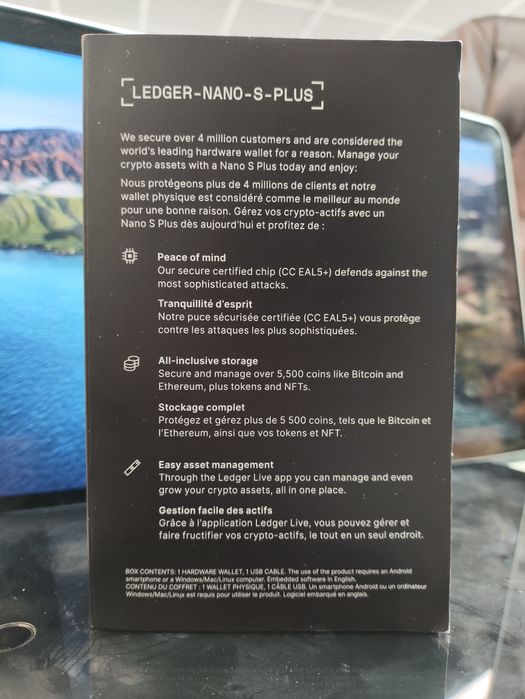 LEDGER-NANO-S-PLUS
We secure over 4 million customers and are considered the
world's leading hardware wallet for a reason. Manage your
crypto assets with a Nano S Plus today and enjoy:
Nous protégeons plus de 4 millions de clients et notre
wallet physique est considéré comme le meilleur au monde
pour une bonne raison. Gérez vos crypto-actifs avec un
Nano S Plus dès aujourd'hui et profitez de :
Peace of mind
Our secure certified chip (CC EAL5+) defends against the
most sophisticated attacks.
Tranquillité d'esprit
Notre puce sécurisée certifiée (CC EAL5+) vous protège
contre les attaques les plus sophistiquées.
All-inclusive storage
Secure and manage over 5,500 coins like Bitcoin and
Ethereum, plus tokens and NFTs.
Stockage complet
Protégez et gérez plus de 5 500 coins, tels que le Bitcoin et
l'Ethereum, ainsi que vos tokens et NFT.
Easy asset management
Through the Ledger Live app you can manage and even
grow your crypto assets, all in one place.
Gestion facile des actifs
Grâce à l'application Ledger Live, vous pouvez gérer et
faire fructifier vos crypto-actifs, le tout en un seul endroit.
BOX CONTENTS: 1 HARDWARE WALLET, 1 USB CABLE. The use of the product requires an Android
smartphone or a Windows/Mac/Linux computer. Embedded software in English.
CONTENU DU COFFRET : 1 WALLET PHYSIQUE, 1 CÂBLE USB. Un smartphone Android ou un ordinateur
Windows/Mac/Linux est requis pour utiliser le produit. Logiciel embarqué en anglais.